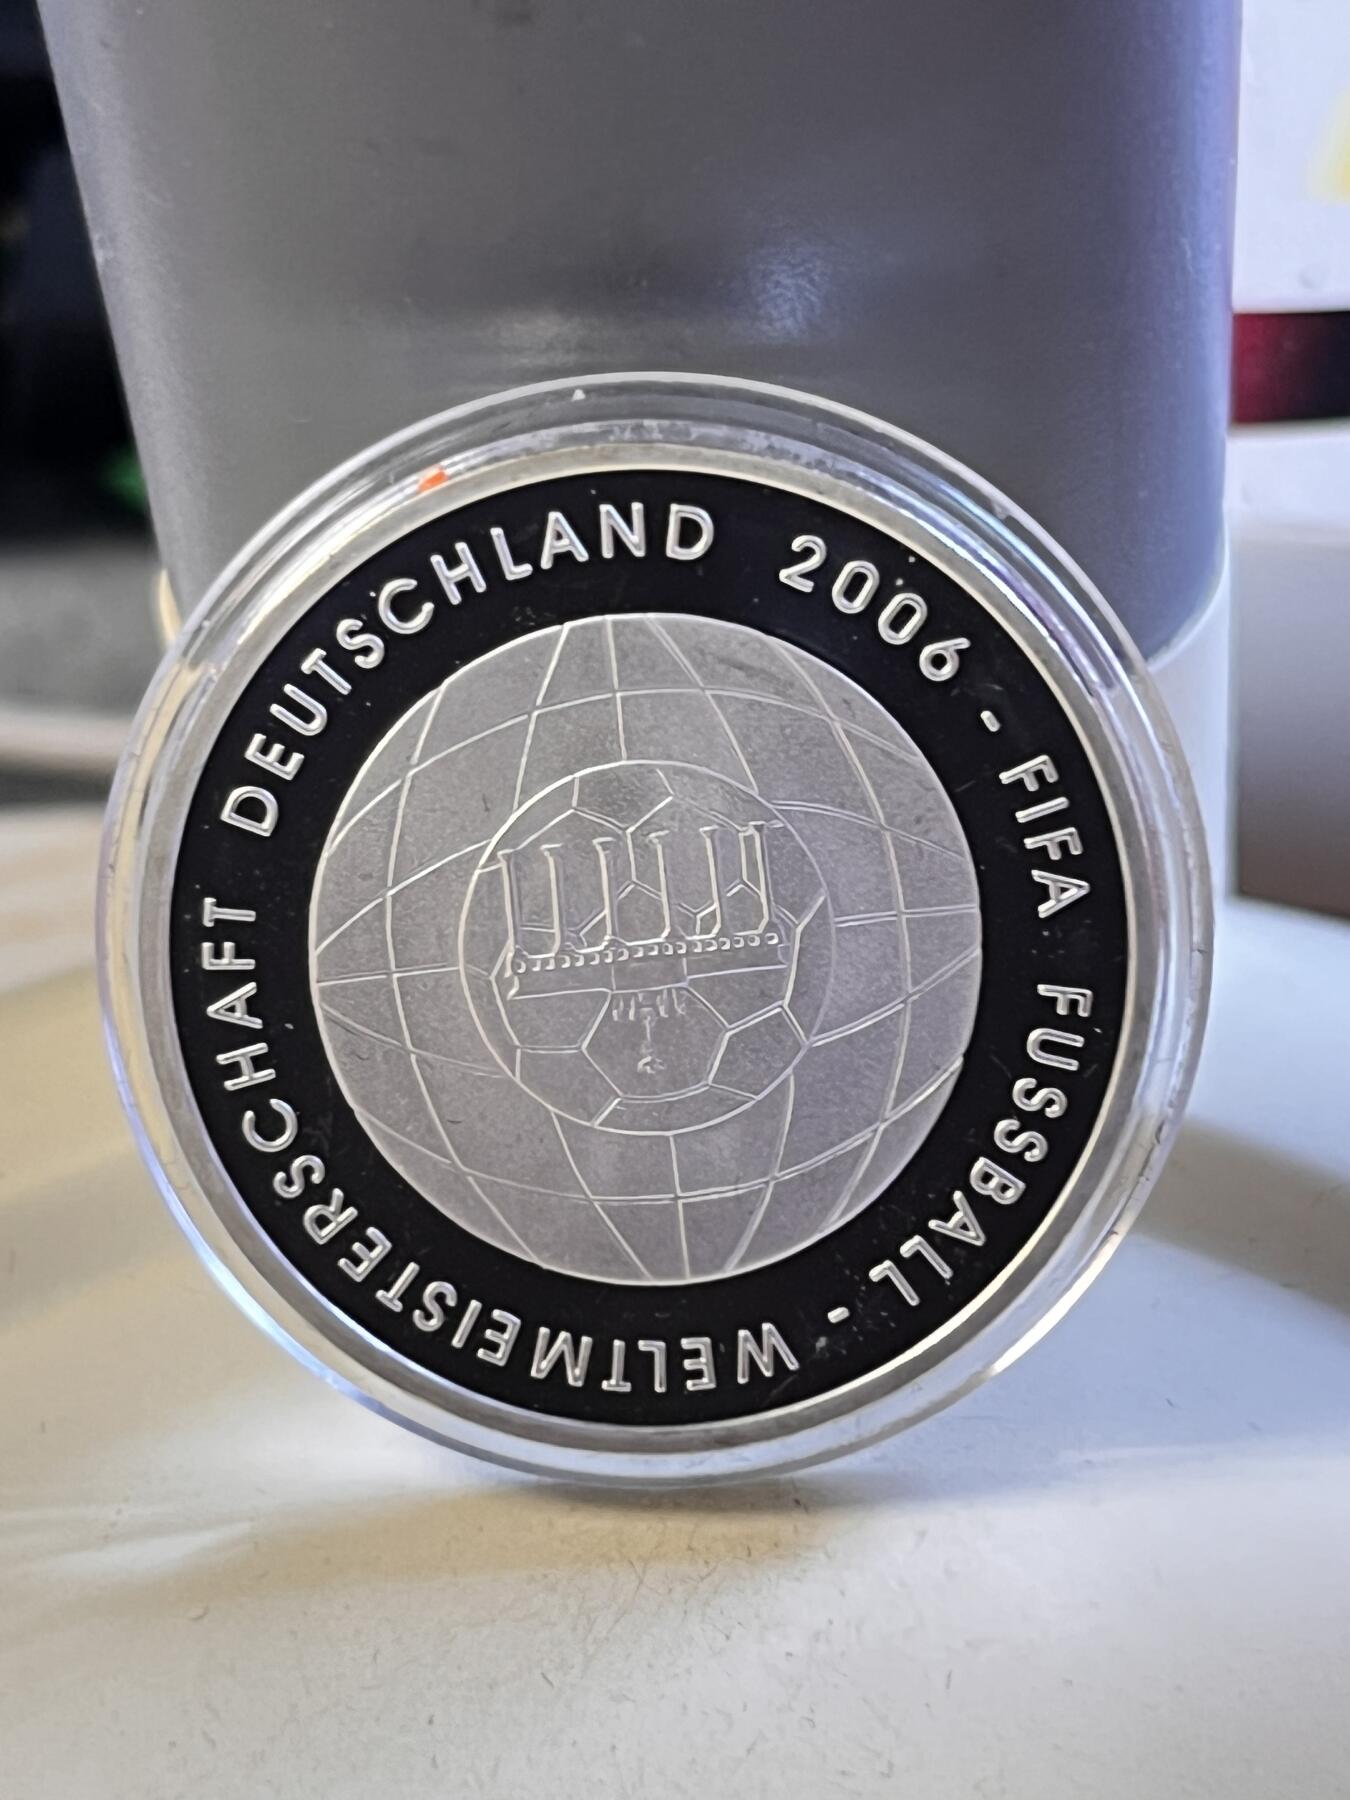 FIFA FUSSBALL - WELTMEISTERSCHAFT DEUTSCHLAND 2006 -